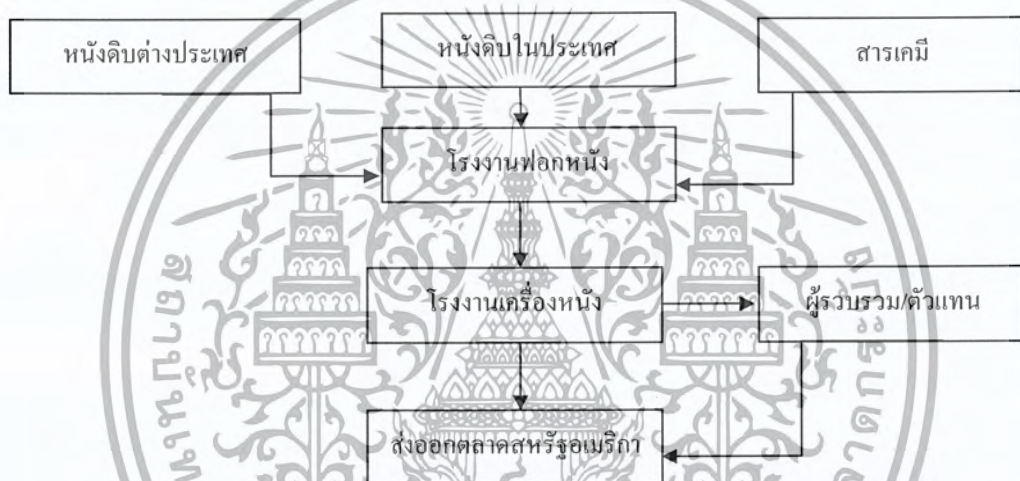 หนังดิบต่างประเทศ
หนังดิบในประเทศ
สารเคมี
โรงงานฟอกหนัง
โรงงานเครื่องหนัง
ผู้รวบรวม/ตัวแทน
ส่งออกตลาดสหรัฐอเมริกา